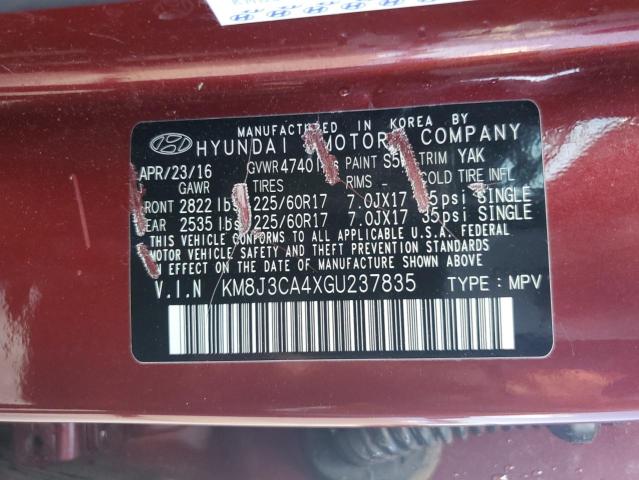 MANUFACTURED IN KOREA BY
HYUNDAI MOTOR COMPANY
APR/23/16 GVWR 4740 PAINT TRIM YAK
GAWR TIRES RIMS - COLD TIRE INFL
FRONT 2822 lbs 225/60R17 7.0JX17 35psi SINGLE
REAR 2535 lbs 225/60R17 7.0JX17 35psi SINGLE
THIS VEHICLE CONFORMS TO ALL APPLICABLE U.S.A. FEDERAL
MOTOR VEHICLE SAFETY AND THEFT PREVENTION STANDARDS
IN EFFECT ON THE DATE OF MANUFACTURE SHOWN ABOVE.
V.I.N KM8J3CA4XGU237835 TYPE : MPV